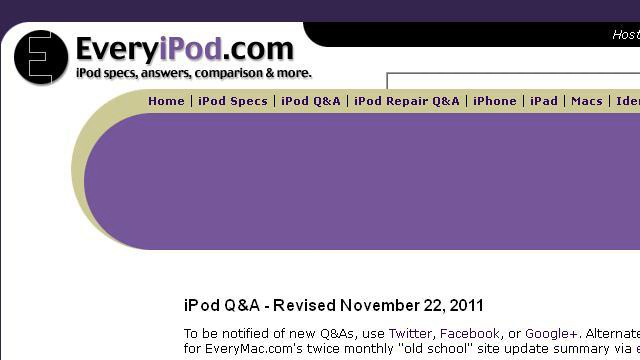 Host
EveryiPod.com
iPod specs, answers, comparison & more.
Home | iPod Specs | iPod Q&A | iPod Repair Q&A | iPhone | iPad | Macs | Ide
iPod Q&A - Revised November 22, 2011
To be notified of new Q&As, use Twitter, Facebook, or Google+. Alternate
for EveryMac.com's twice monthly "old school" site update summary via e